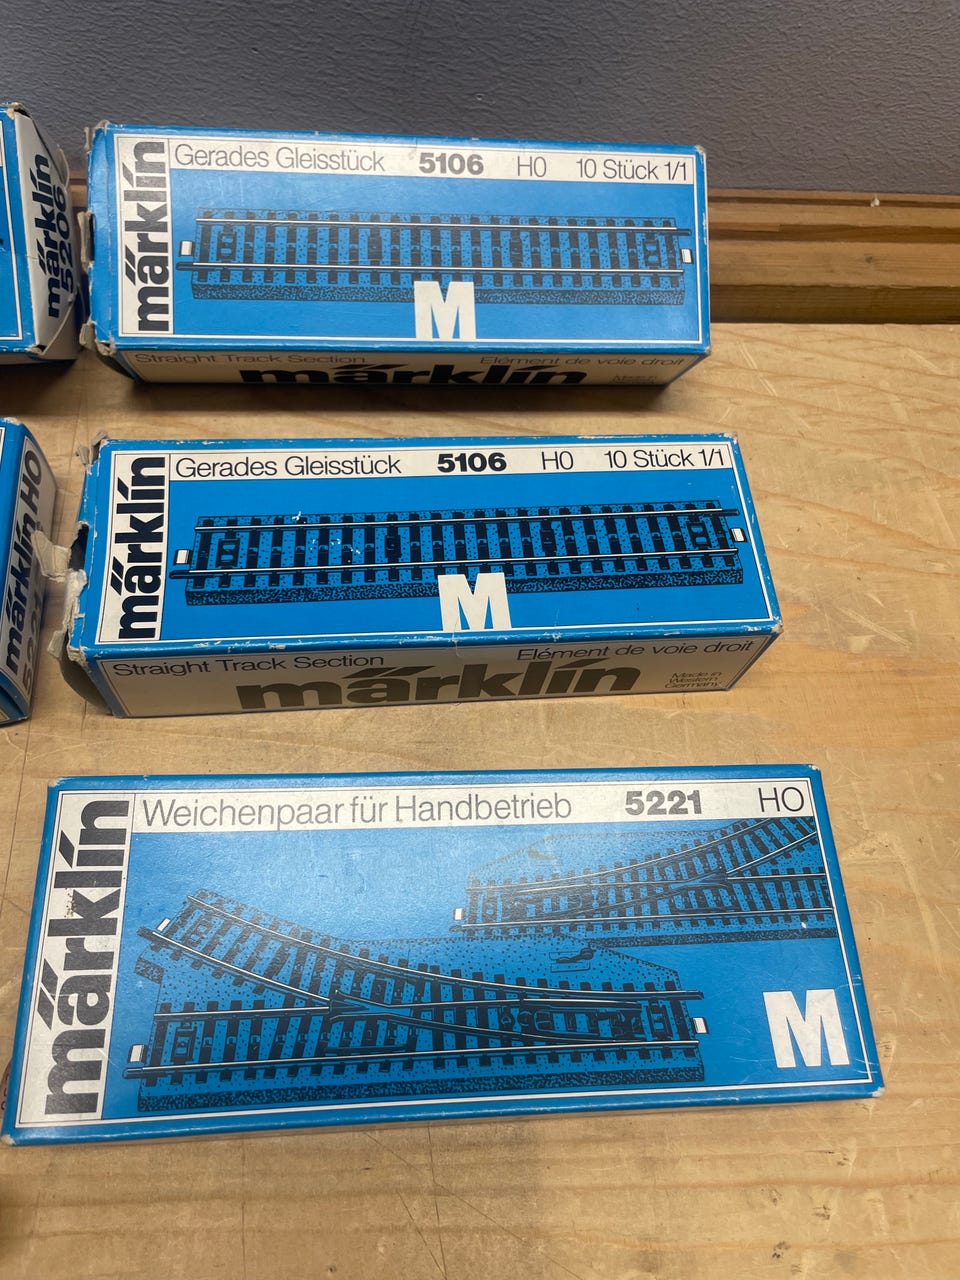 märklin
5206
märklin
Gerades Gleisstück 5106 H0 10 Stück 1/1
M
Straight Track Section
Elément de voie droit
märklin
Made in
märklin HO
märklin
Gerades Gleisstück 5106 H0 10 Stück 1/1
M
Straight Track Section
Elément de voie droit
märklin
Made in
Western
Germany
märklin
Weichenpaar für Handbetrieb 5221 HO
M